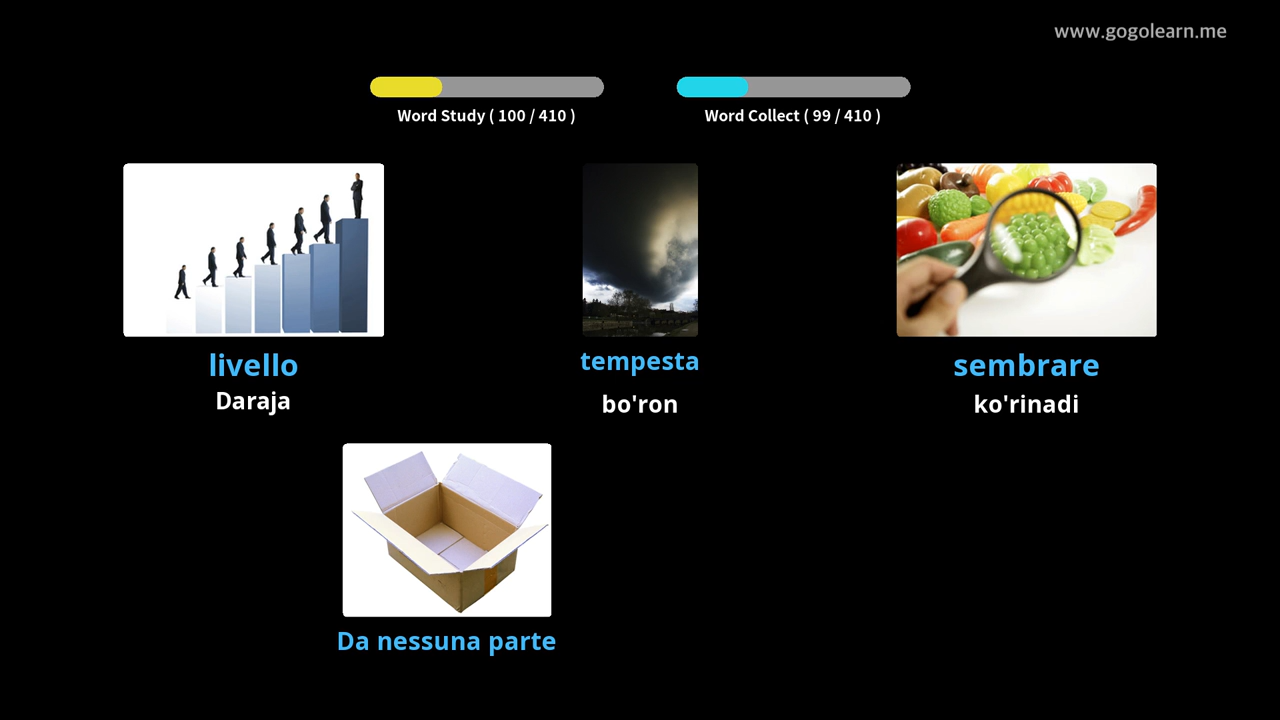 www.gogolearn.me
Word Study ( 100 / 410 )
Word Collect ( 99 / 410 )
livello
Daraja
tempesta
bo'ron
sembrare
ko'rinadi
Da nessuna parte